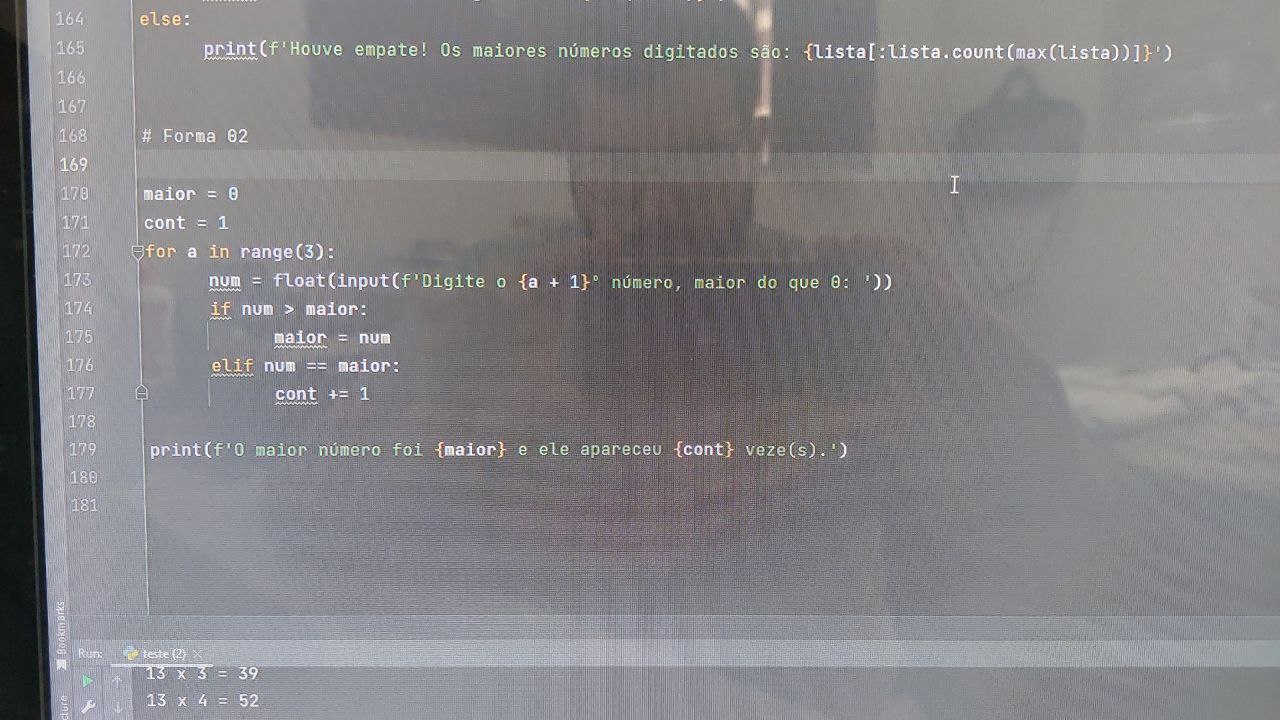 164 else:
165 print(f'Houve empate! Os maiores números digitados são: {lista[:lista.count(max(lista))]}')
166
167
168 # Forma 02
169
170 maior = 0
171 cont = 1
172 for a in range(3):
173 num = float(input(f'Digite o {a + 1}º número, maior do que 0: '))
174 if num > maior:
175 maior = num
176 elif num == maior:
177 cont += 1
178
179 print(f'O maior número foi {maior} e ele apareceu {cont} veze(s).')
180
181
Bookmarks
Run: teste (2) ×
13 x 3 = 39
13 x 4 = 52